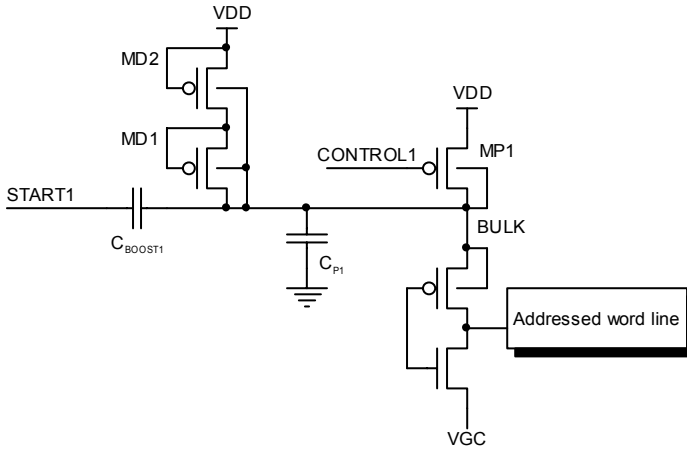 VDD
MD2
VDD
MD1
CONTROL1
MP1
START1
BULK
CBOOST1
CP1
Addressed word line
VGC